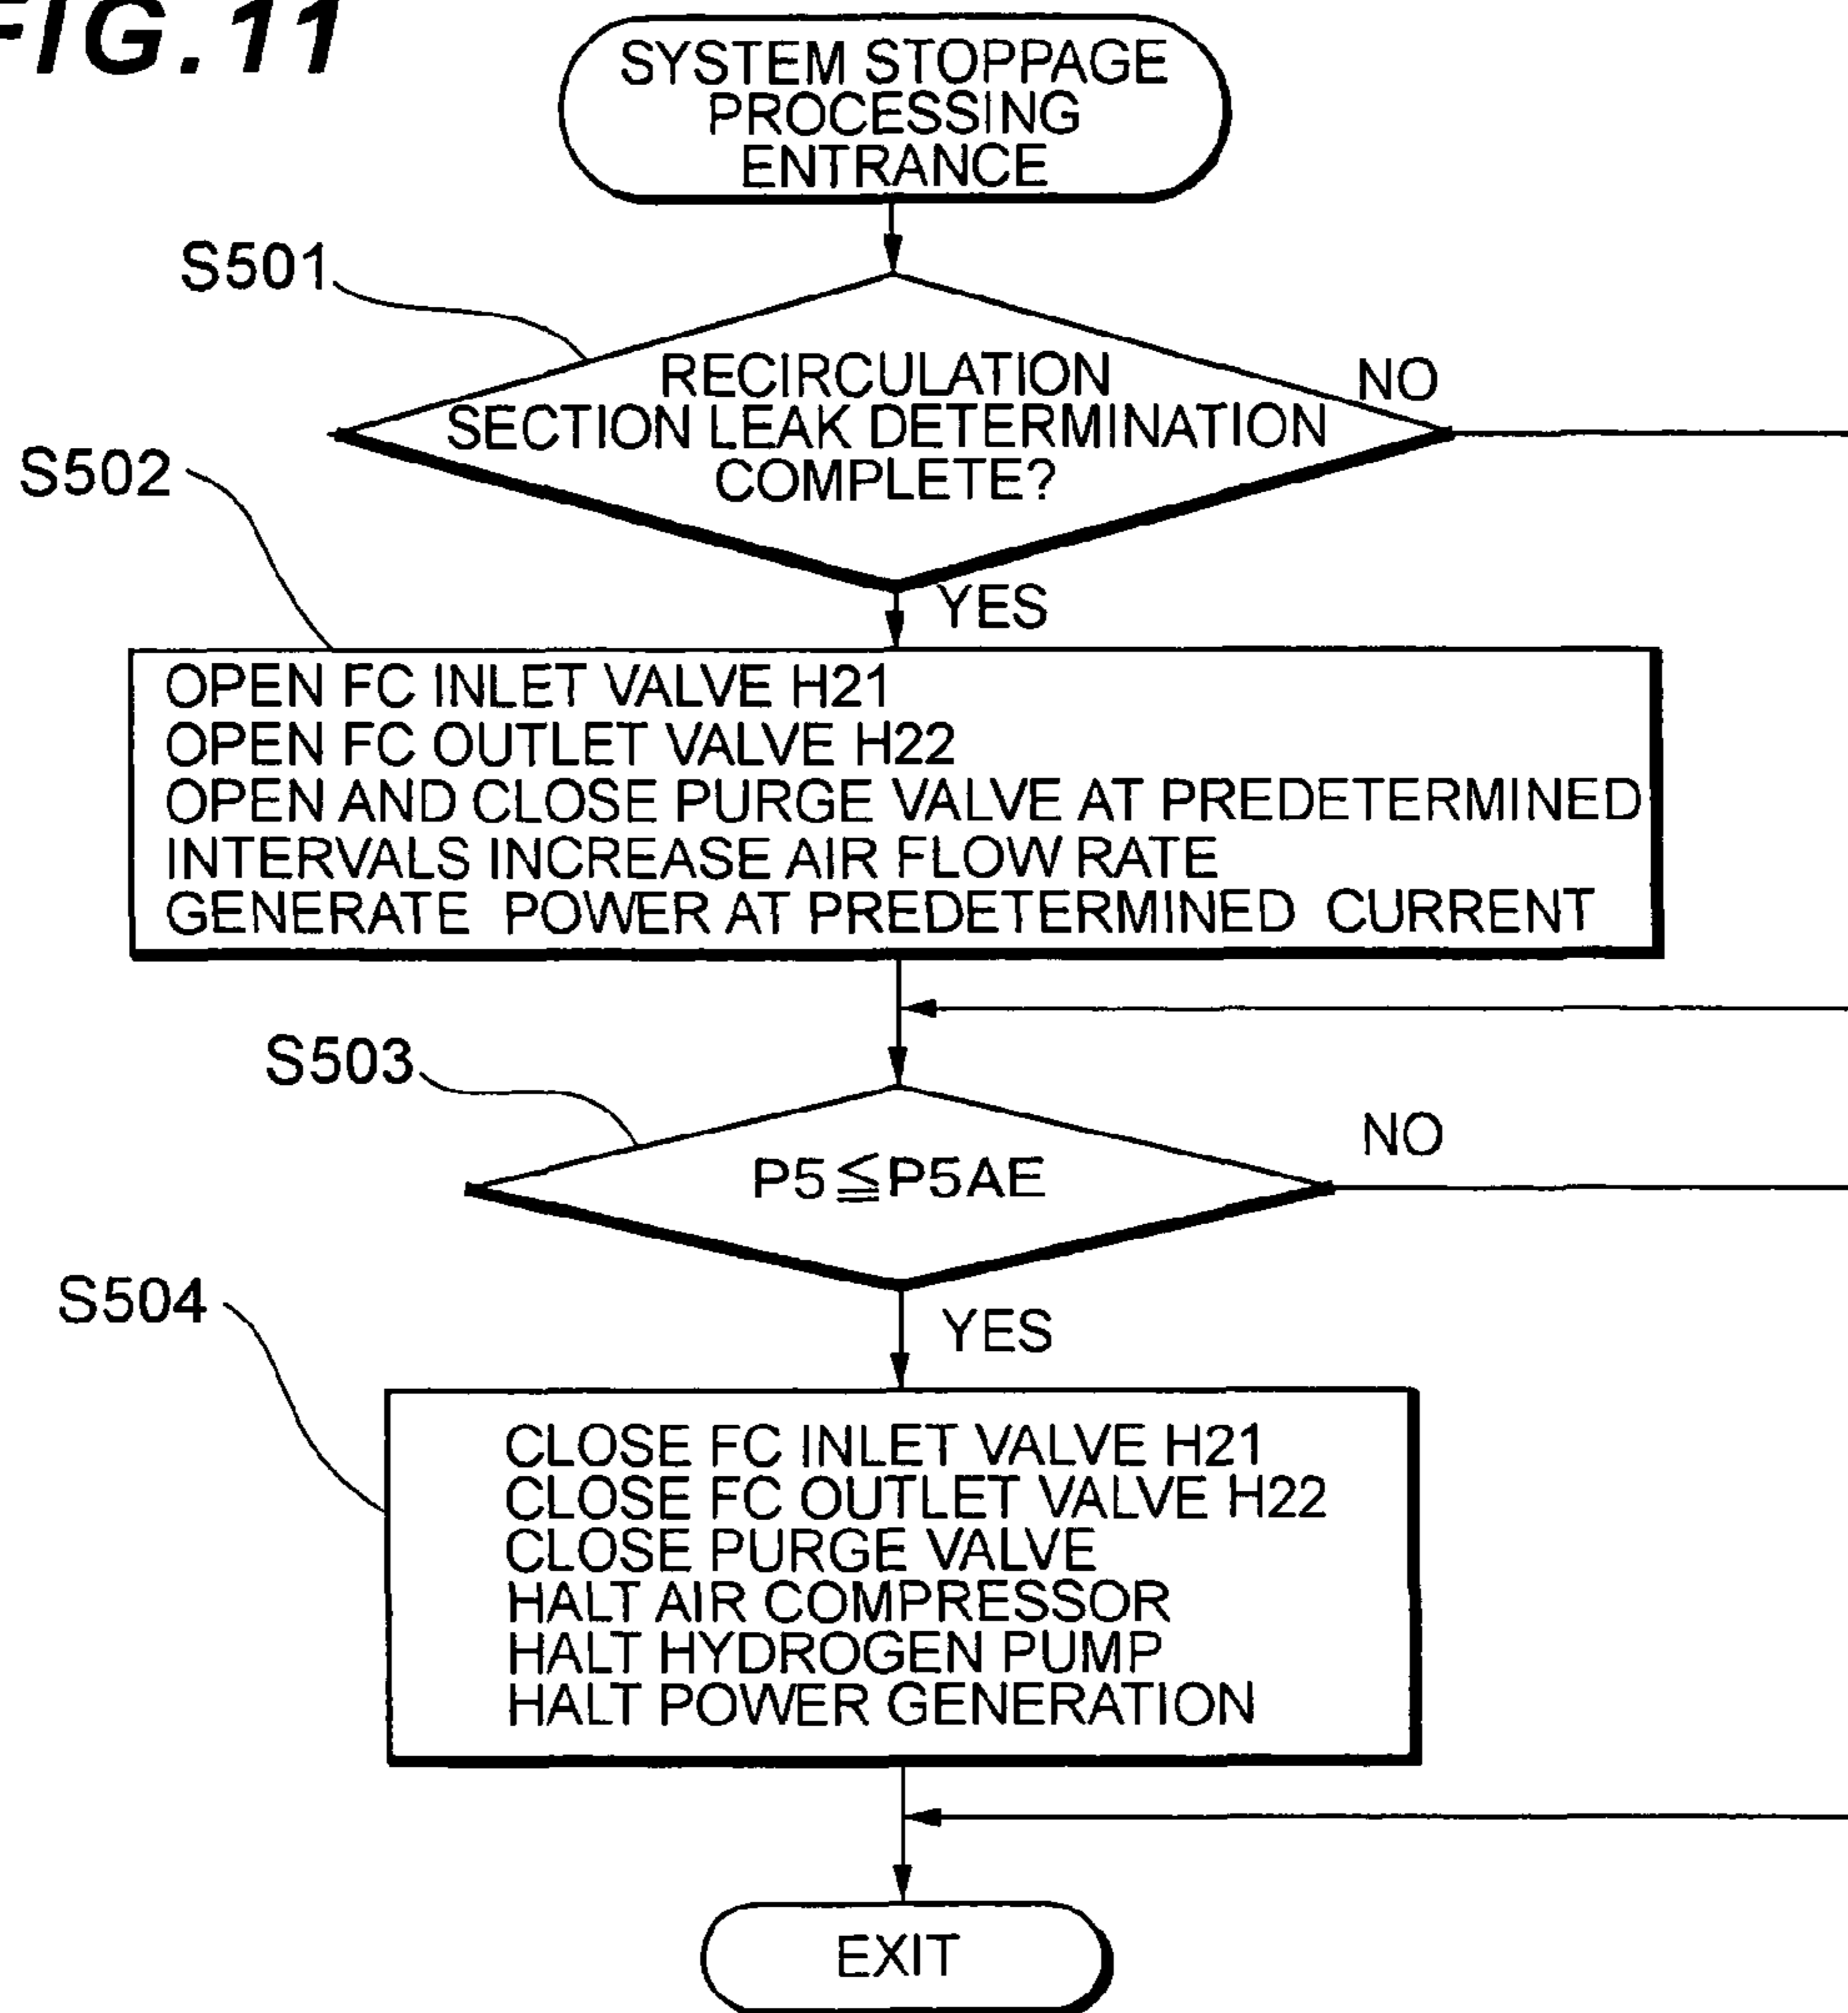 FIG. 11
SYSTEM STOPPAGE
PROCESSING
ENTRANCE
S501
RECIRCULATION
SECTION LEAK DETERMINATION
COMPLETE?
NO
S502
YES
OPEN FC INLET VALVE H21
OPEN FC OUTLET VALVE H22
OPEN AND CLOSE PURGE VALVE AT PREDETERMINED
INTERVALS INCREASE AIR FLOW RATE
GENERATE POWER AT PREDETERMINED CURRENT
S503
P5≦P5AE
NO
S504
YES
CLOSE FC INLET VALVE H21
CLOSE FC OUTLET VALVE H22
CLOSE PURGE VALVE
HALT AIR COMPRESSOR
HALT HYDROGEN PUMP
HALT POWER GENERATION
EXIT